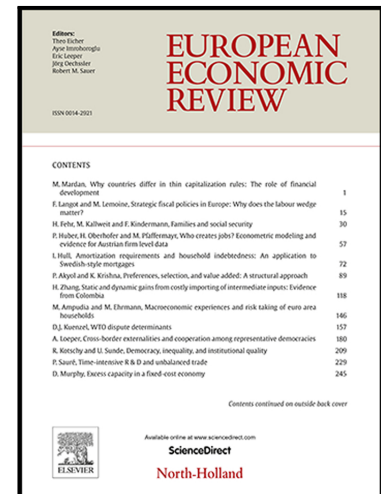 Editors:
Theo Eicher
Ayse Imrohoroglu
Eric Leeper
Jörg Oechssler
Robert M. Sauer
ISSN 0014-2921
EUROPEAN
ECONOMIC
REVIEW
CONTENTS
M. Mardan, Why countries differ in thin capitalization rules: The role of financial
development 1
F. Langot and M. Lemoine, Strategic fiscal policies in Europe: Why does the labour wedge
matter? 15
H. Fehr, M. Kallweit and F. Kindermann, Families and social security 30
P. Huber, H. Oberhofer and M. Pfaffermayr, Who creates jobs? Econometric modeling and
evidence for Austrian firm level data 57
I. Hull, Amortization requirements and household indebtedness: An application to
Swedish-style mortgages 72
P. Akyol and K. Krishna, Preferences, selection, and value added: A structural approach 89
H. Zhang, Static and dynamic gains from costly importing of intermediate inputs: Evidence
from Colombia 118
M. Ampudia and M. Ehrmann, Macroeconomic experiences and risk taking of euro area
households 146
D.J. Kuenzel, WTO dispute determinants 157
A. Loeper, Cross-border externalities and cooperation among representative democracies 180
R. Kotschy and U. Sunde, Democracy, inequality, and institutional quality 209
P. Sauré, Time-intensive R & D and unbalanced trade 229
D. Murphy, Excess capacity in a fixed-cost economy 245
Contents continued on outside back cover
ELSEVIER
Available online at www.sciencedirect.com
ScienceDirect
North-Holland